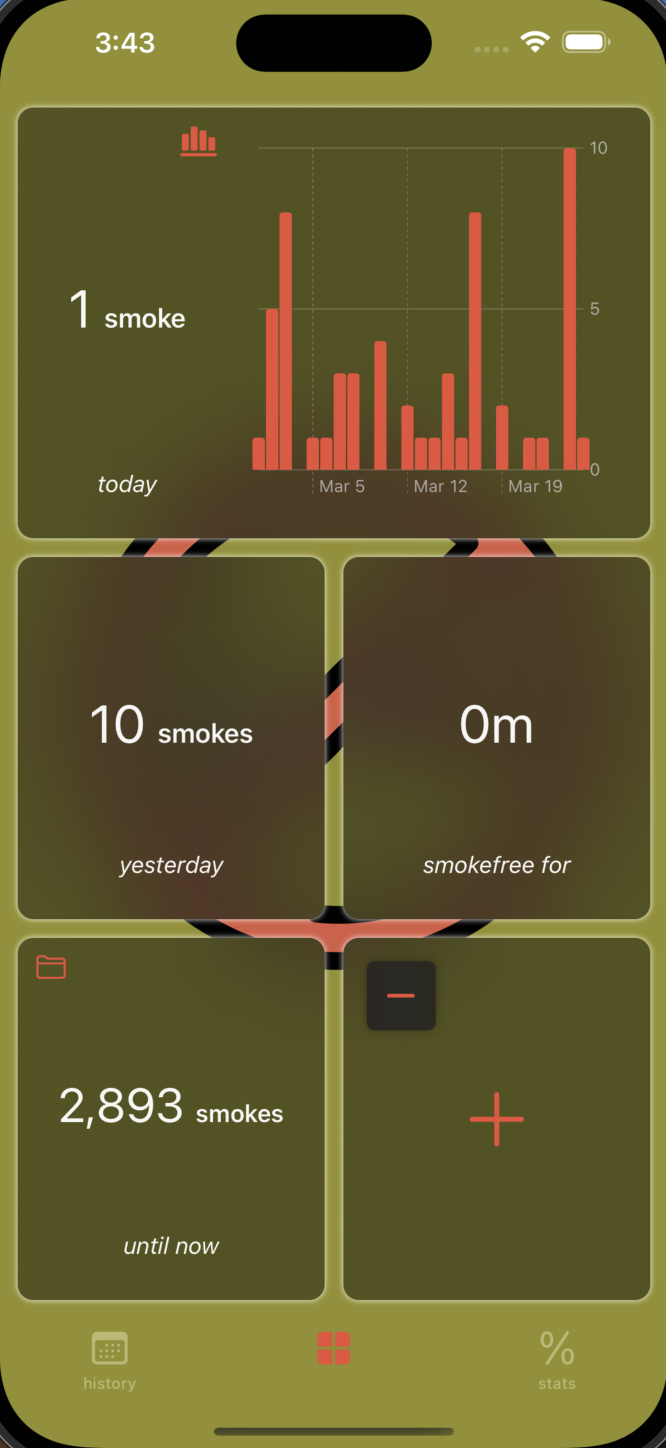 3:43
10
5
0
Mar 5 Mar 12 Mar 19
1 smoke
today
10 smokes
yesterday
0m
smokefree for
2,893 smokes
until now
history
%
stats